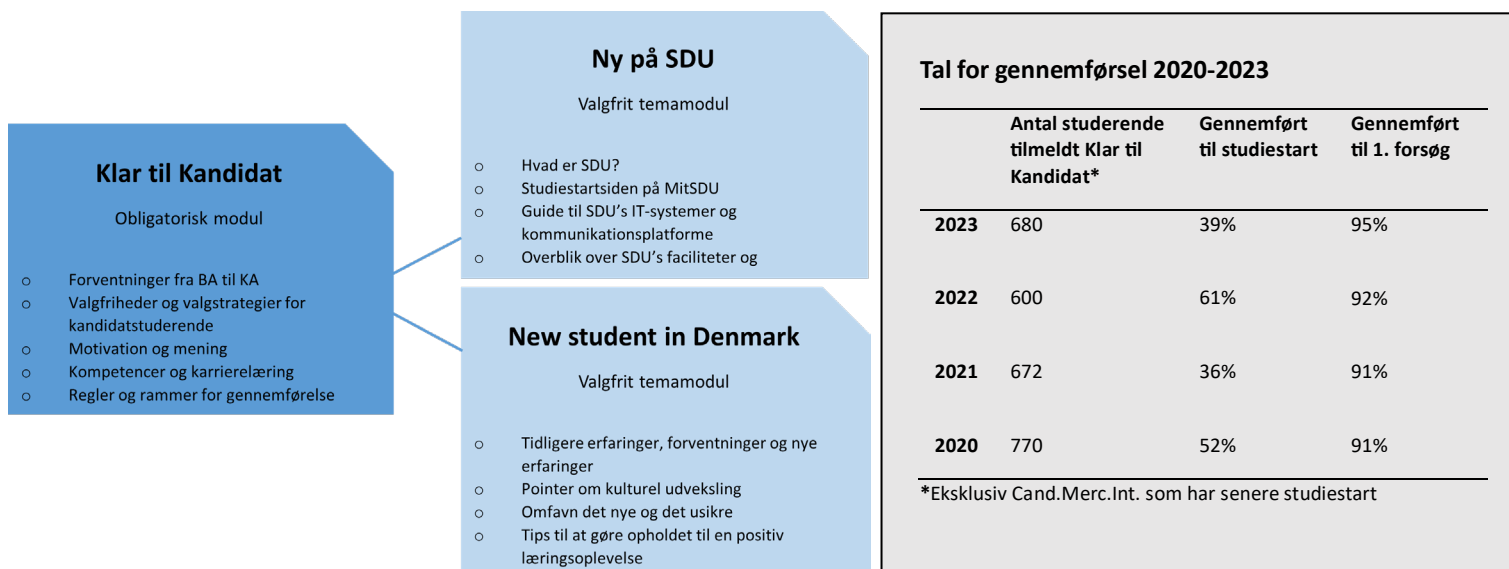 Klar til Kandidat
Obligatorisk modul
o Forventninger fra BA til KA
o Valgfriheder og valgstrategier for
kandidatstuderende
o Motivation og mening
o Kompetencer og karrierelæring
o Regler og rammer for gennemførelse
Ny på SDU
Valgfrit temamodul
o Hvad er SDU?
o Studiestartsiden på MitSDU
o Guide til SDU's IT-systemer og
kommunikationsplatforme
o Overblik over SDU's faciliteter og
New student in Denmark
Valgfrit temamodul
o Tidligere erfaringer, forventninger og nye
erfaringer
o Pointer om kulturel udveksling
o Omfavn det nye og det usikre
o Tips til at gøre opholdet til en positiv
læringsoplevelse
Tal for gennemførsel 2020-2023
Antal studerende Gennemført Gennemført
tilmeldt Klar til til studiestart til 1. forsøg
Kandidat*
2023 680 39% 95%
2022 600 61% 92%
2021 672 36% 91%
2020 770 52% 91%
*Eksklusiv Cand.Merc.Int. som har senere studiestart